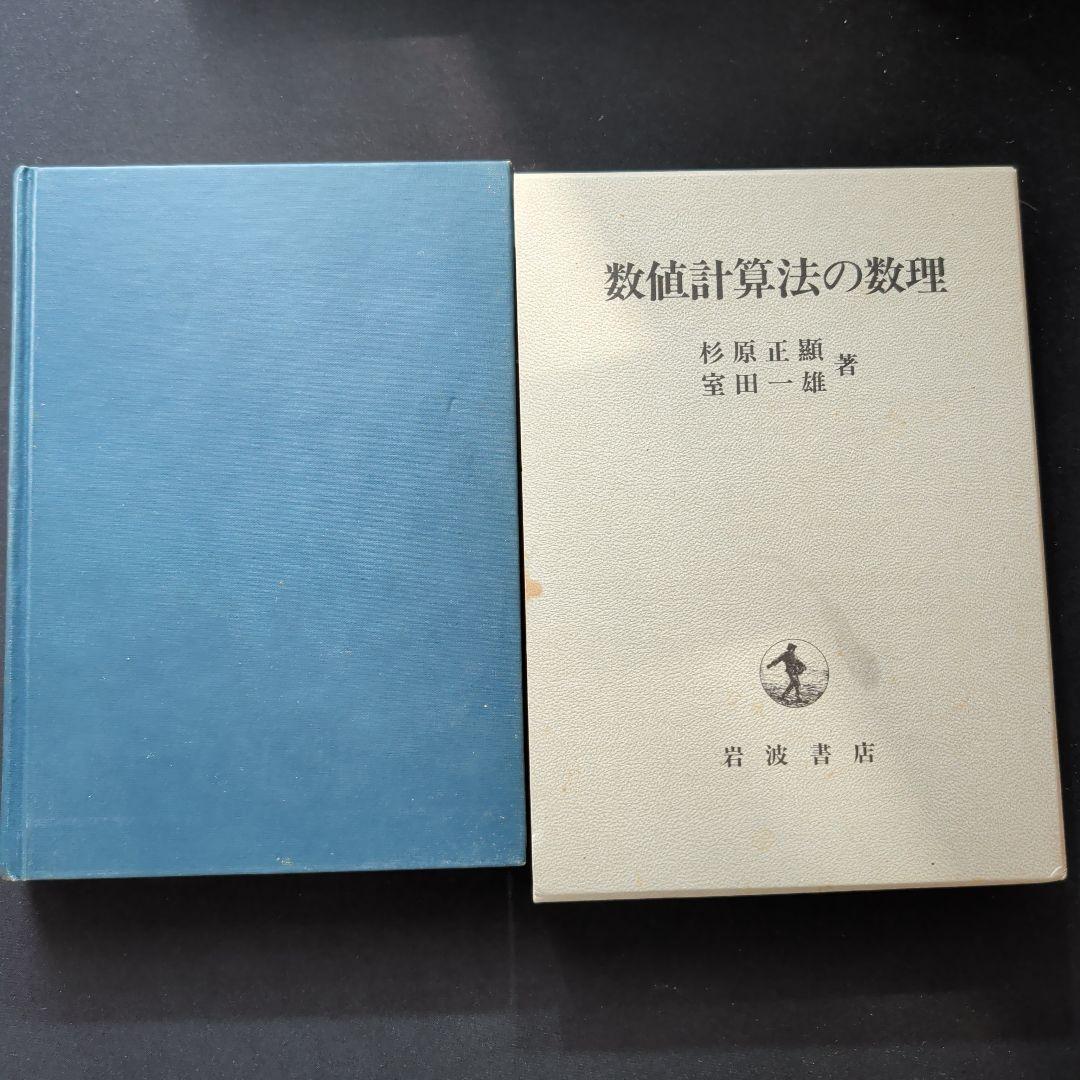 数値計算法の数理
杉原正顯
室田一雄 著
岩波書店